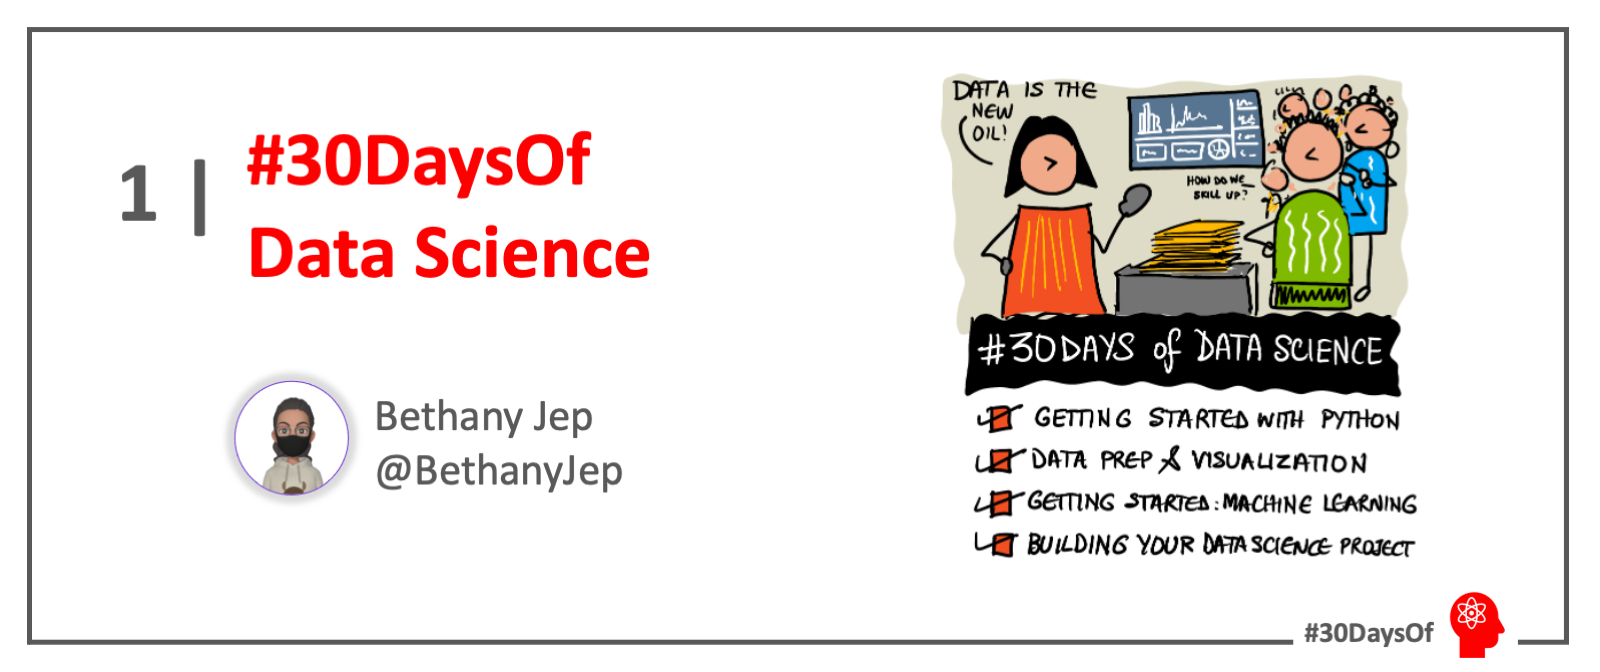 1 |
#30DaysOf
Data Science
Bethany Jep
@BethanyJep
DATA IS THE
NEW
OIL!
HOW DO WE
SKILL UP?
#30DAYS of DATA SCIENCE
GETTING STARTED WITH PYTHON
DATA PREP & VISUALIZATION
GETTING STARTED: MACHINE LEARNING
BUILDING YOUR DATA SCIENCE PROJECT
#30DaysOf